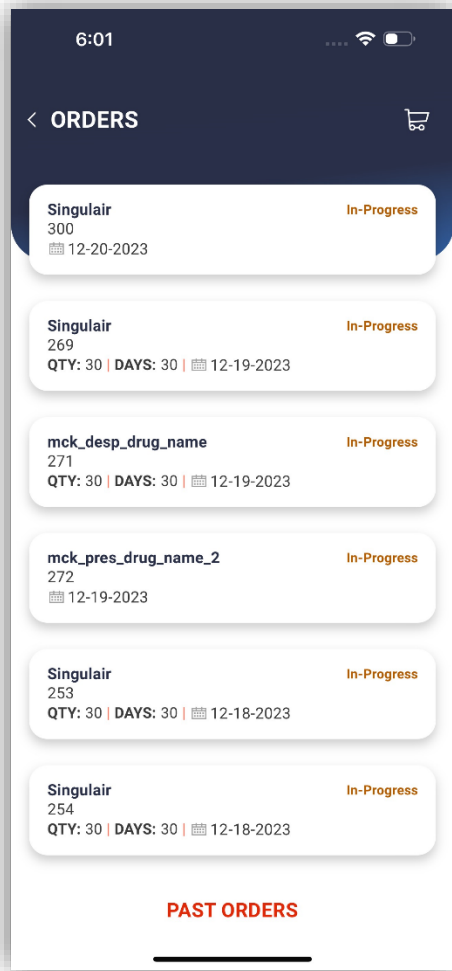 6:01
ORDERS
Singulair In-Progress
300
12-20-2023
Singulair In-Progress
269
QTY: 30 | DAYS: 30 | 12-19-2023
mck_desp_drug_name In-Progress
271
QTY: 30 | DAYS: 30 | 12-19-2023
mck_pres_drug_name_2 In-Progress
272
12-19-2023
Singulair In-Progress
253
QTY: 30 | DAYS: 30 | 12-18-2023
Singulair In-Progress
254
QTY: 30 | DAYS: 30 | 12-18-2023
PAST ORDERS